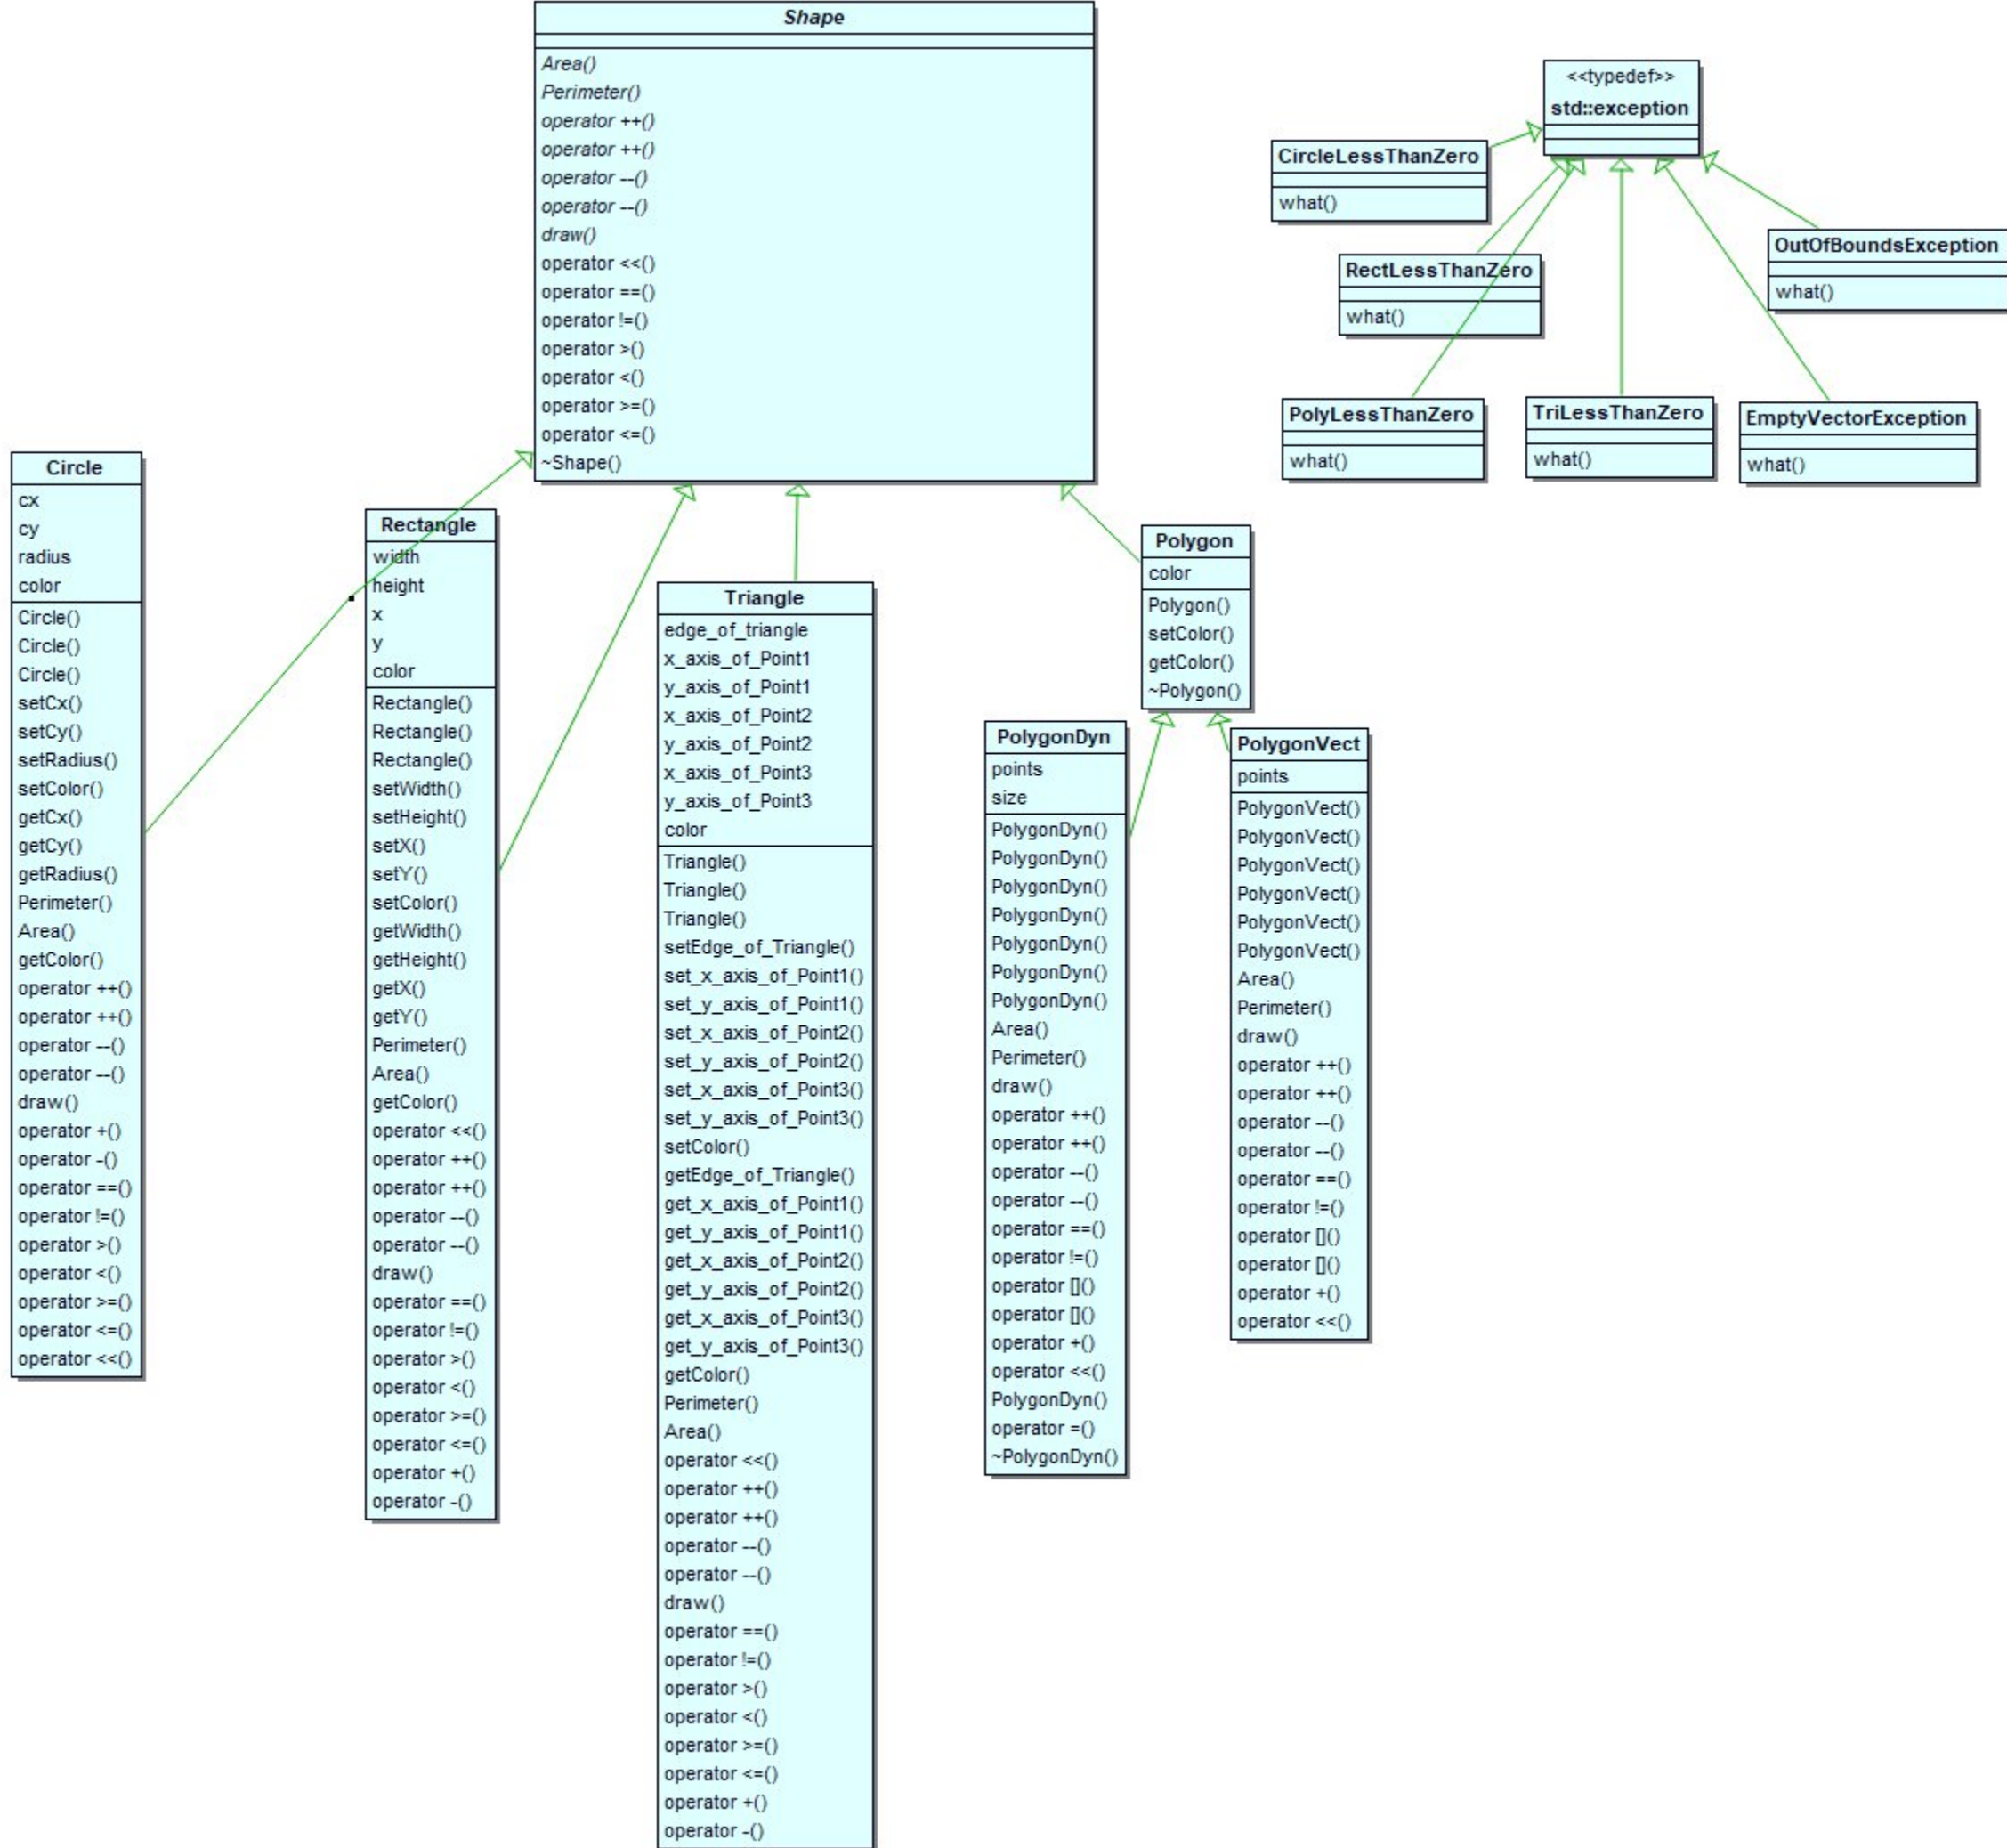 Shape
Area()
Perimeter()
operator ++()
operator ++()
operator --()
operator --()
draw()
operator <<()
operator ==()
operator !=()
operator >()
operator <()
operator >=()
operator <=()
~Shape()
<<typedef>>
std::exception
CircleLessThanZero
what()
RectLessThanZero
what()
OutOfBoundsException
what()
PolyLessThanZero
what()
TriLessThanZero
what()
EmptyVectorException
what()
Circle
cx
cy
radius
color
Circle()
Circle()
Circle()
setCx()
setCy()
setRadius()
setColor()
getCx()
getCy()
getRadius()
Perimeter()
Area()
getColor()
operator ++()
operator ++()
operator --()
operator --()
draw()
operator +()
operator -()
operator ==()
operator !=()
operator >()
operator <()
operator >=()
operator <=()
operator <<()
Rectangle
width
height
x
y
color
Rectangle()
Rectangle()
Rectangle()
setWidth()
setHeight()
setX()
setY()
setColor()
getWidth()
getHeight()
getX()
getY()
Perimeter()
Area()
getColor()
operator <<()
operator ++()
operator ++()
operator --()
operator --()
draw()
operator ==()
operator !=()
operator >()
operator <()
operator >=()
operator <=()
operator +()
operator -()
Triangle
edge_of_triangle
x_axis_of_Point1
y_axis_of_Point1
x_axis_of_Point2
y_axis_of_Point2
x_axis_of_Point3
y_axis_of_Point3
color
Triangle()
Triangle()
Triangle()
setEdge_of_Triangle()
set_x_axis_of_Point1()
set_y_axis_of_Point1()
set_x_axis_of_Point2()
set_y_axis_of_Point2()
set_x_axis_of_Point3()
set_y_axis_of_Point3()
setColor()
getEdge_of_Triangle()
get_x_axis_of_Point1()
get_y_axis_of_Point1()
get_x_axis_of_Point2()
get_y_axis_of_Point2()
get_x_axis_of_Point3()
get_y_axis_of_Point3()
getColor()
Perimeter()
Area()
operator <<()
operator ++()
operator ++()
operator --()
operator --()
draw()
operator ==()
operator !=()
operator >()
operator <()
operator >=()
operator <=()
operator +()
operator -()
Polygon
color
Polygon()
setColor()
getColor()
~Polygon()
PolygonDyn
points
size
PolygonDyn()
PolygonDyn()
PolygonDyn()
PolygonDyn()
PolygonDyn()
PolygonDyn()
PolygonDyn()
Area()
Perimeter()
draw()
operator ++()
operator ++()
operator --()
operator --()
operator ==()
operator !=()
operator []()
operator []()
operator +()
operator <<()
PolygonDyn()
operator =()
~PolygonDyn()
PolygonVect
points
PolygonVect()
PolygonVect()
PolygonVect()
PolygonVect()
PolygonVect()
PolygonVect()
Area()
Perimeter()
draw()
operator ++()
operator ++()
operator --()
operator --()
operator ==()
operator !=()
operator []()
operator []()
operator +()
operator <<()